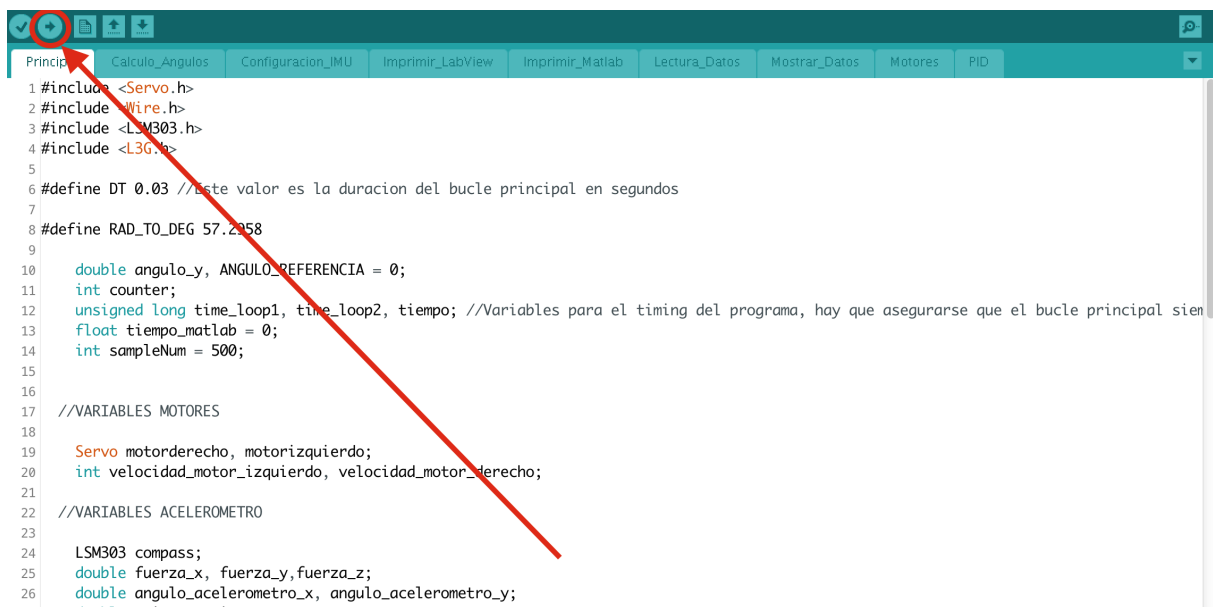 Princip Calculo_Angulos Configuracion_IMU Imprimir_LabView Imprimir_Matlab Lectura_Datos Mostrar_Datos Motores PID
1 #include <Servo.h>
2 #include <Wire.h>
3 #include <LSM303.h>
4 #include <L3G.h>
5
6 #define DT 0.03 //Este valor es la duracion del bucle principal en segundos
7
8 #define RAD_TO_DEG 57.2958
9
10 double angulo_y, ANGULO_REFERENCIA = 0;
11 int counter;
12 unsigned long time_loop1, time_loop2, tiempo; //Variables para el timing del programa, hay que asegurarse que el bucle principal sien
13 float tiempo_matlab = 0;
14 int sampleNum = 500;
15
16
17 //VARIABLES MOTORES
18
19 Servo motorderecho, motorizquierdo;
20 int velocidad_motor_izquierdo, velocidad_motor_derecho;
21
22 //VARIABLES ACELEROMETRO
23
24 LSM303 compass;
25 double fuerza_x, fuerza_y,fuerza_z;
26 double angulo_acelerometro_x, angulo_acelerometro_y;